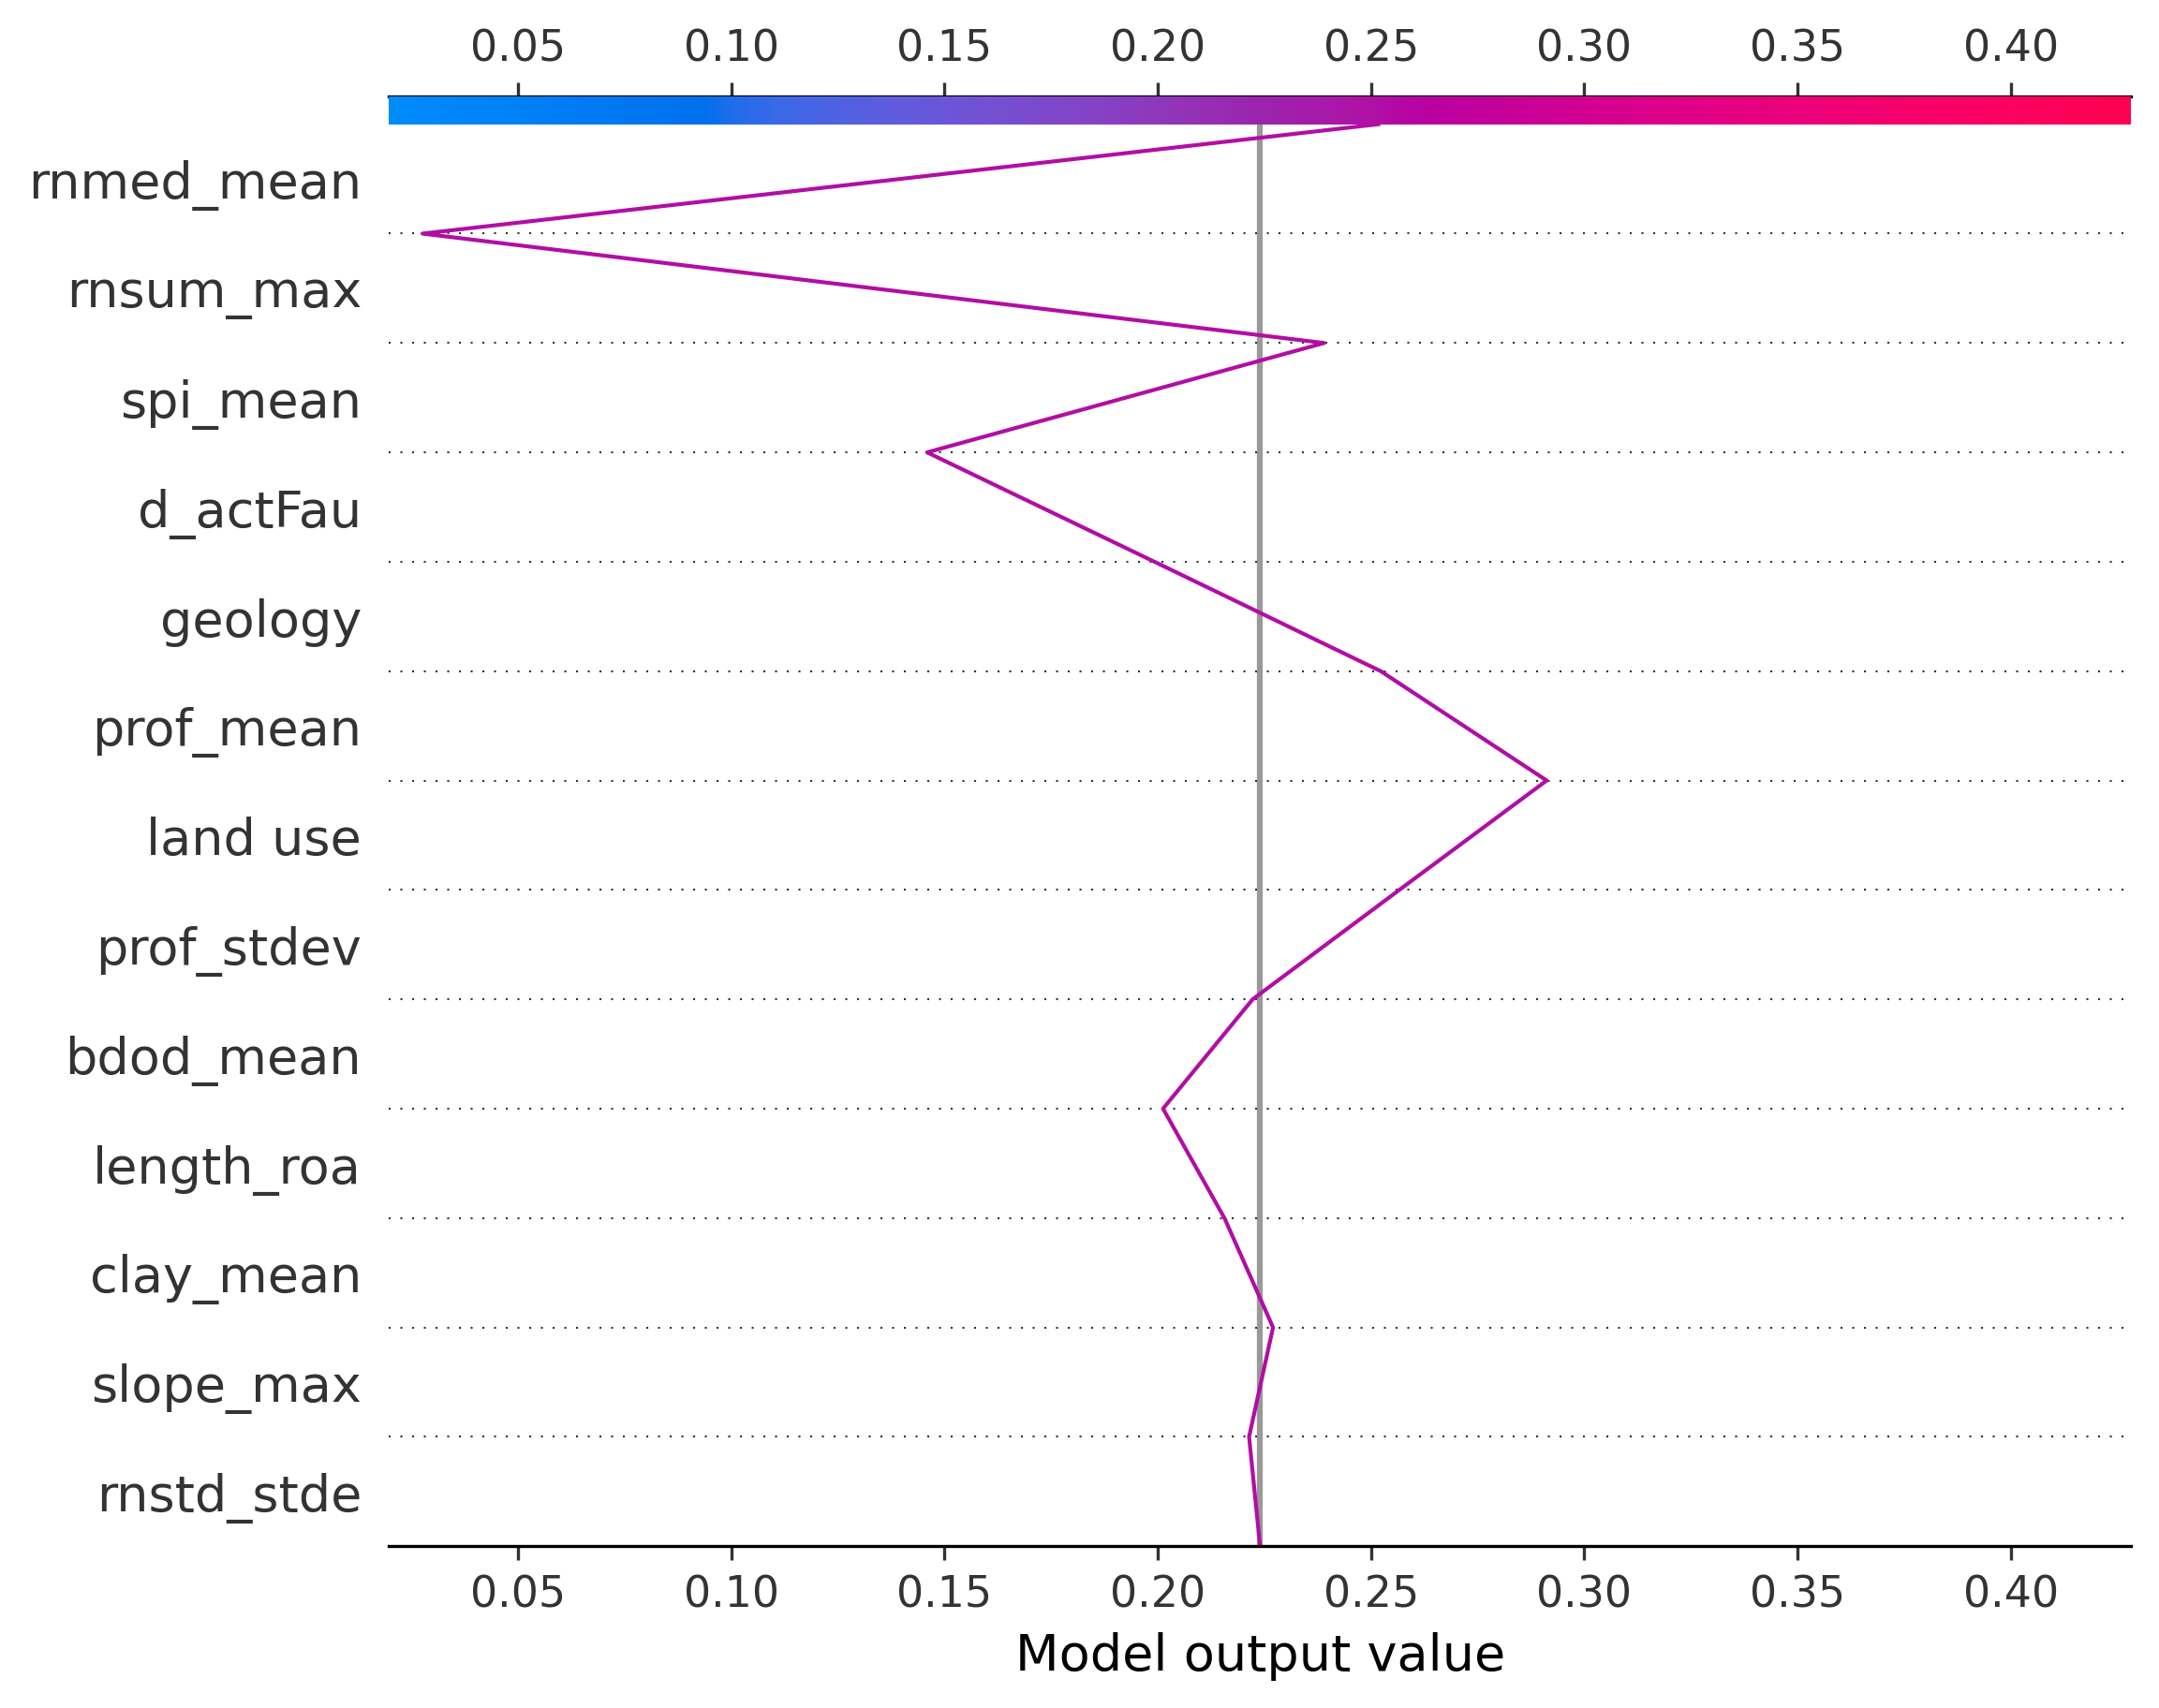 0.05 0.10 0.15 0.20 0.25 0.30 0.35 0.40
rnmed_mean
rnsum_max
spi_mean
d_actFau
geology
prof_mean
land use
prof_stdev
bdod_mean
length_roa
clay_mean
slope_max
rnstd_stde
0.05 0.10 0.15 0.20 0.25 0.30 0.35 0.40
Model output value